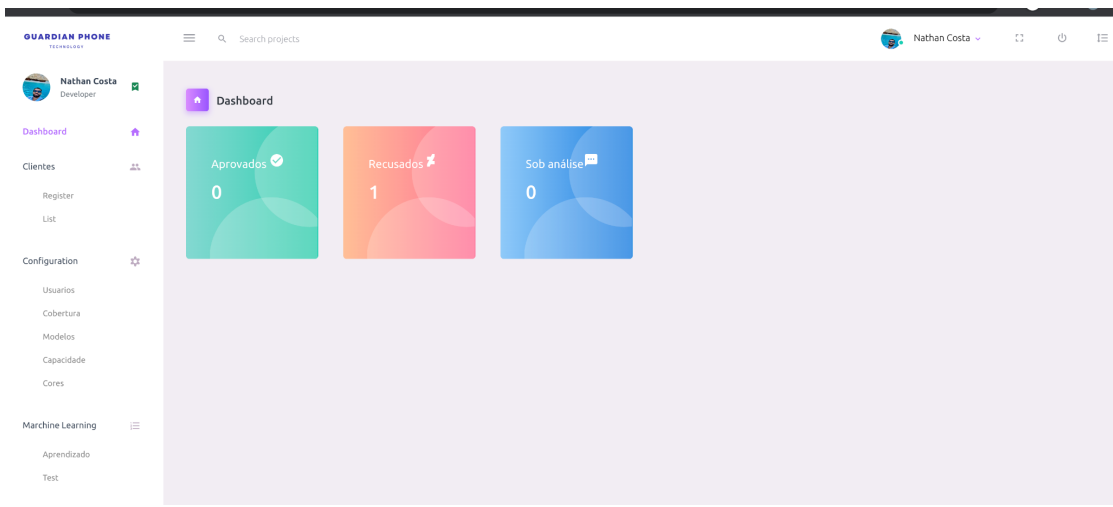 GUARDIAN PHONE
TECHNOLOGY
Search projects
Nathan Costa
Nathan Costa
Developer
Dashboard
Clientes
Register
List
Configuration
Usuarios
Cobertura
Modelos
Capacidade
Cores
Marchine Learning
Aprendizado
Test
Dashboard
Aprovados
0
Recusados
1
Sob análise
0